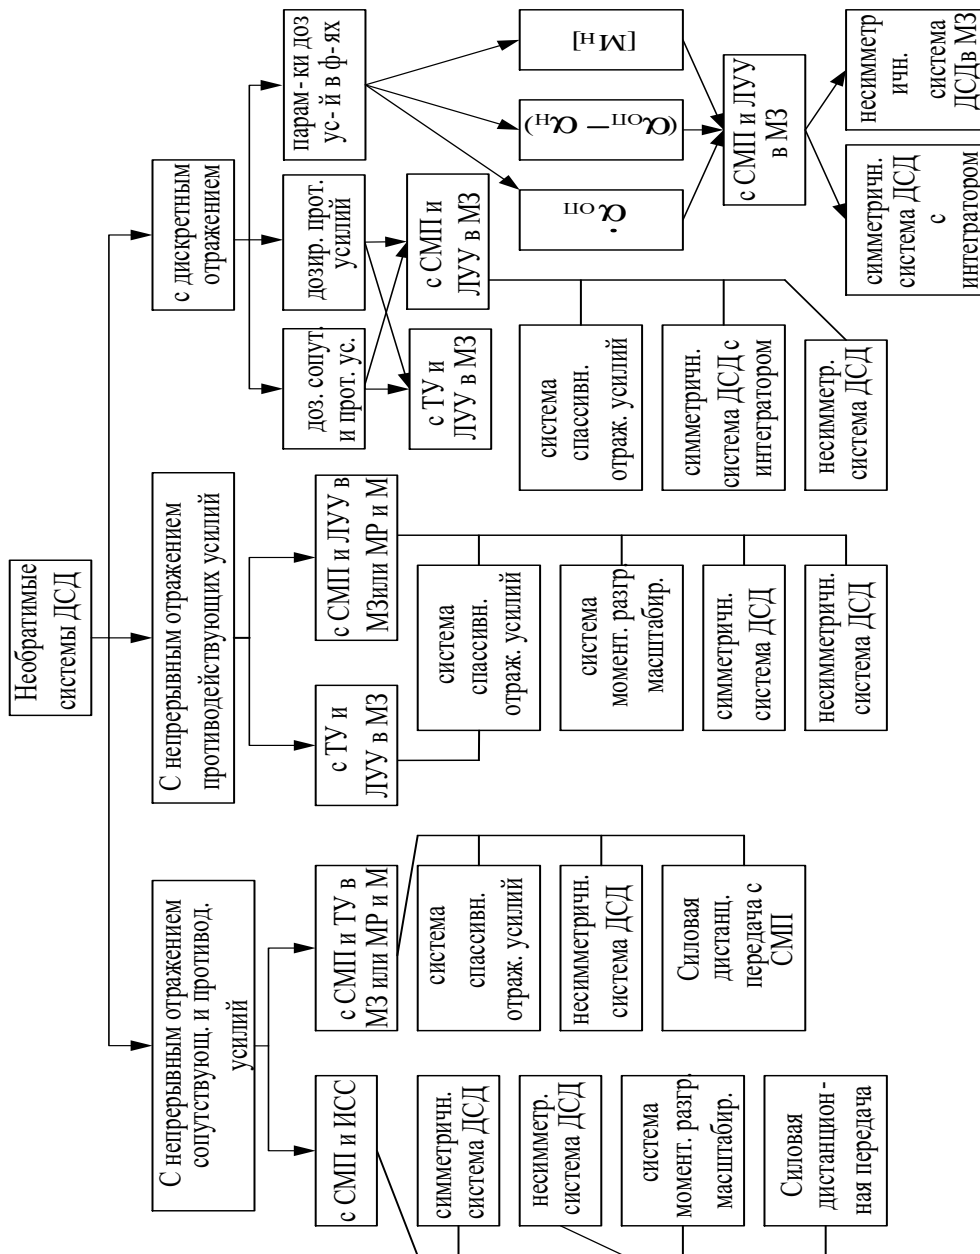 Необратимые
системы ДСД
С непрерывным отражением
сопутствующ. и противод.
усилий
С непрерывным отражением
противодействующих усилий
с дискретным
отражением
с СМП и ИСС
с СМП и ТУ в
МЗ или МР и М
с ТУ и
ЛУУ в МЗ
с СМП и ЛУУ в
МЗили МР и М
доз. сопут.
и прот. ус.
дозир. прот.
усилий
парам- ки доз
ус- й в ф- ях
симметричн.
система ДСД
несимметр.
система ДСД
система
момент. разгр.
масштабир.
Силовая
дистанцион -
ная передача
система
спассивн.
отраж. усилий
несимметричн.
система ДСД
Силовая
дистанц.
передача с
СМП
система
спассивн.
отраж. усилий
система
момент. разгр.
масштабир.
симметричн.
система ДСД
несимметричн.
система ДСД
с ТУ и
ЛУУ в МЗ
с СМП и
ЛУУ в МЗ
система
спассивн.
отраж. усилий
симметричн.
система ДСД с
интегратором
несимметр.
система ДСД
α̇ оп
(α оп − α н)
[М н]
с СМП и ЛУУ
в МЗ
симметричн.
система ДСД
с
интегратором
несимметр
ичн.
система
ДСДв МЗ